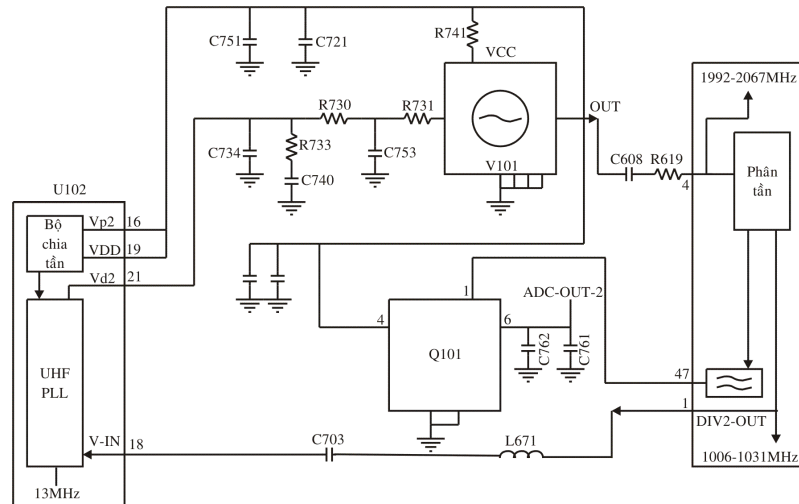 C751
C721
R741
VCC
1992-2067MHz
R730
R731
OUT
C734
R733
C753
C740
V101
C608
R619
4
Phân
tần
U102
Bộ
chia
tần
Vp2
16
VDD
19
Vd2
21
1
ADC-OUT-2
4
6
Q101
C762
C761
UHF
PLL
47
1
DIV2-OUT
V-IN
18
C703
L671
13MHz
1006-1031MHz